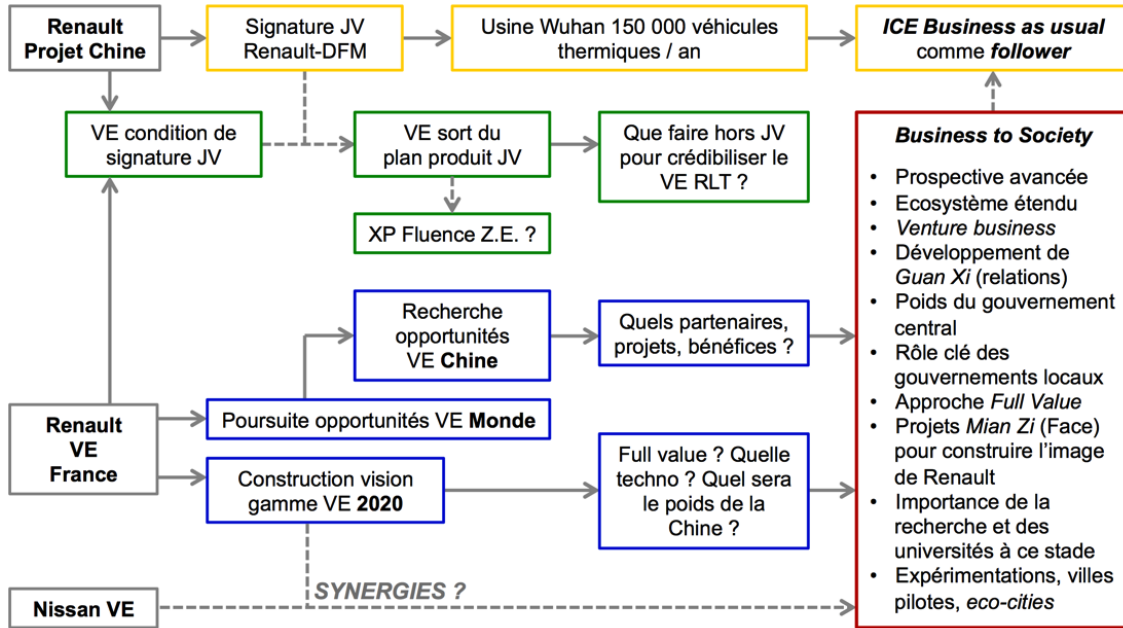 Renault
Projet Chine
Signature JV
Renault-DFM
Usine Wuhan 150 000 véhicules
thermiques / an
ICE Business as usual
comme follower
VE condition de
signature JV
VE sort du
plan produit JV
Que faire hors JV
pour crédibiliser le
VE RLT ?
XP Fluence Z.E. ?
Recherche
opportunités
VE Chine
Quels partenaires,
projets, bénéfices ?
Renault
VE
France
Poursuite opportunités VE Monde
Construction vision
gamme VE 2020
Full value ? Quelle
techno ? Quel sera
le poids de la
Chine ?
SYNERGIES ?
Nissan VE
Business to Society
• Prospective avancée
• Ecosystème étendu
• Venture business
• Développement de
Guan Xi (relations)
• Poids du gouvernement
central
• Rôle clé des
gouvernements locaux
• Approche Full Value
• Projets Mian Zi (Face)
pour construire l'image
de Renault
• Importance de la
recherche et des
universités à ce stade
• Expérimentations, villes
pilotes, eco-cities